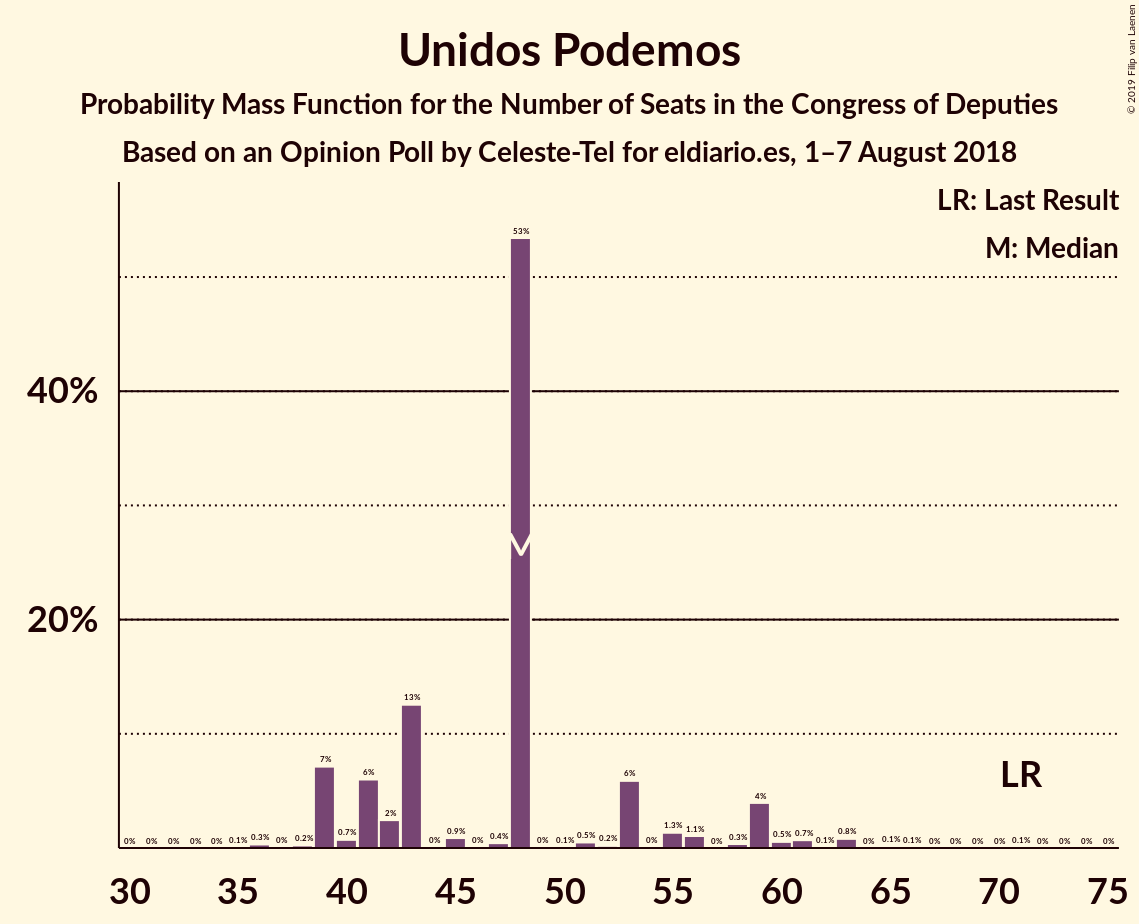 Unidos Podemos
Probability Mass Function for the Number of Seats in the Congress of Deputies
Based on an Opinion Poll by Celeste-Tel for eldiario.es, 1–7 August 2018
© 2019 Filip van Laenen
LR: Last Result
M: Median
40%
20%
0% 0% 0% 0% 0% 0.1% 0.3% 0% 0.2% 7% 0.7% 6% 2% 13% 0% 0.9% 0% 0.4% 53% 0% 0.1% 0.5% 0.2% 6% 0% 1.3% 1.1% 0% 0.3% 4% 0.5% 0.7% 0.1% 0.8% 0% 0.1% 0.1% 0% 0% 0% 0% 0.1% 0% 0% 0% 0%
M
LR
30 35 40 45 50 55 60 65 70 75